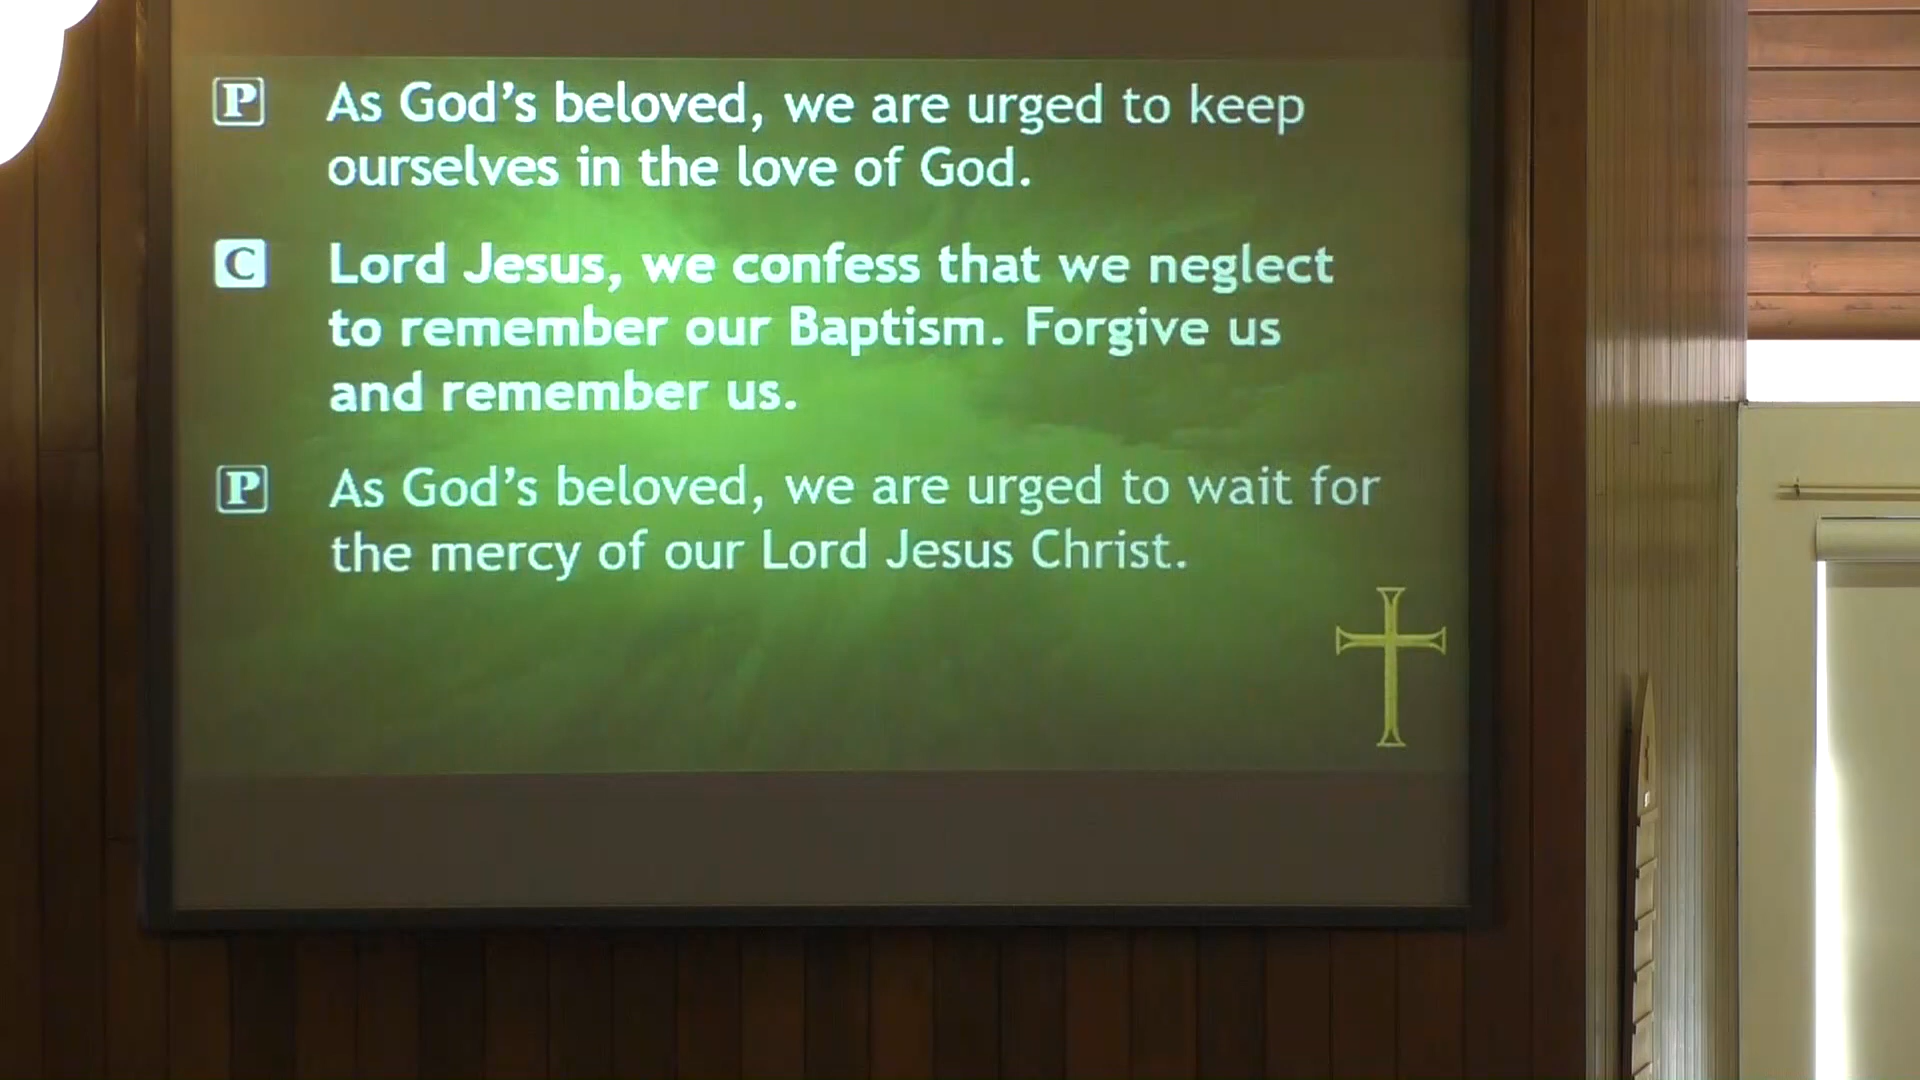 P As God’s beloved, we are urged to keep
ourselves in the love of God.
C Lord Jesus, we confess that we neglect
to remember our Baptism. Forgive us
and remember us.
P As God’s beloved, we are urged to wait for
the mercy of our Lord Jesus Christ.